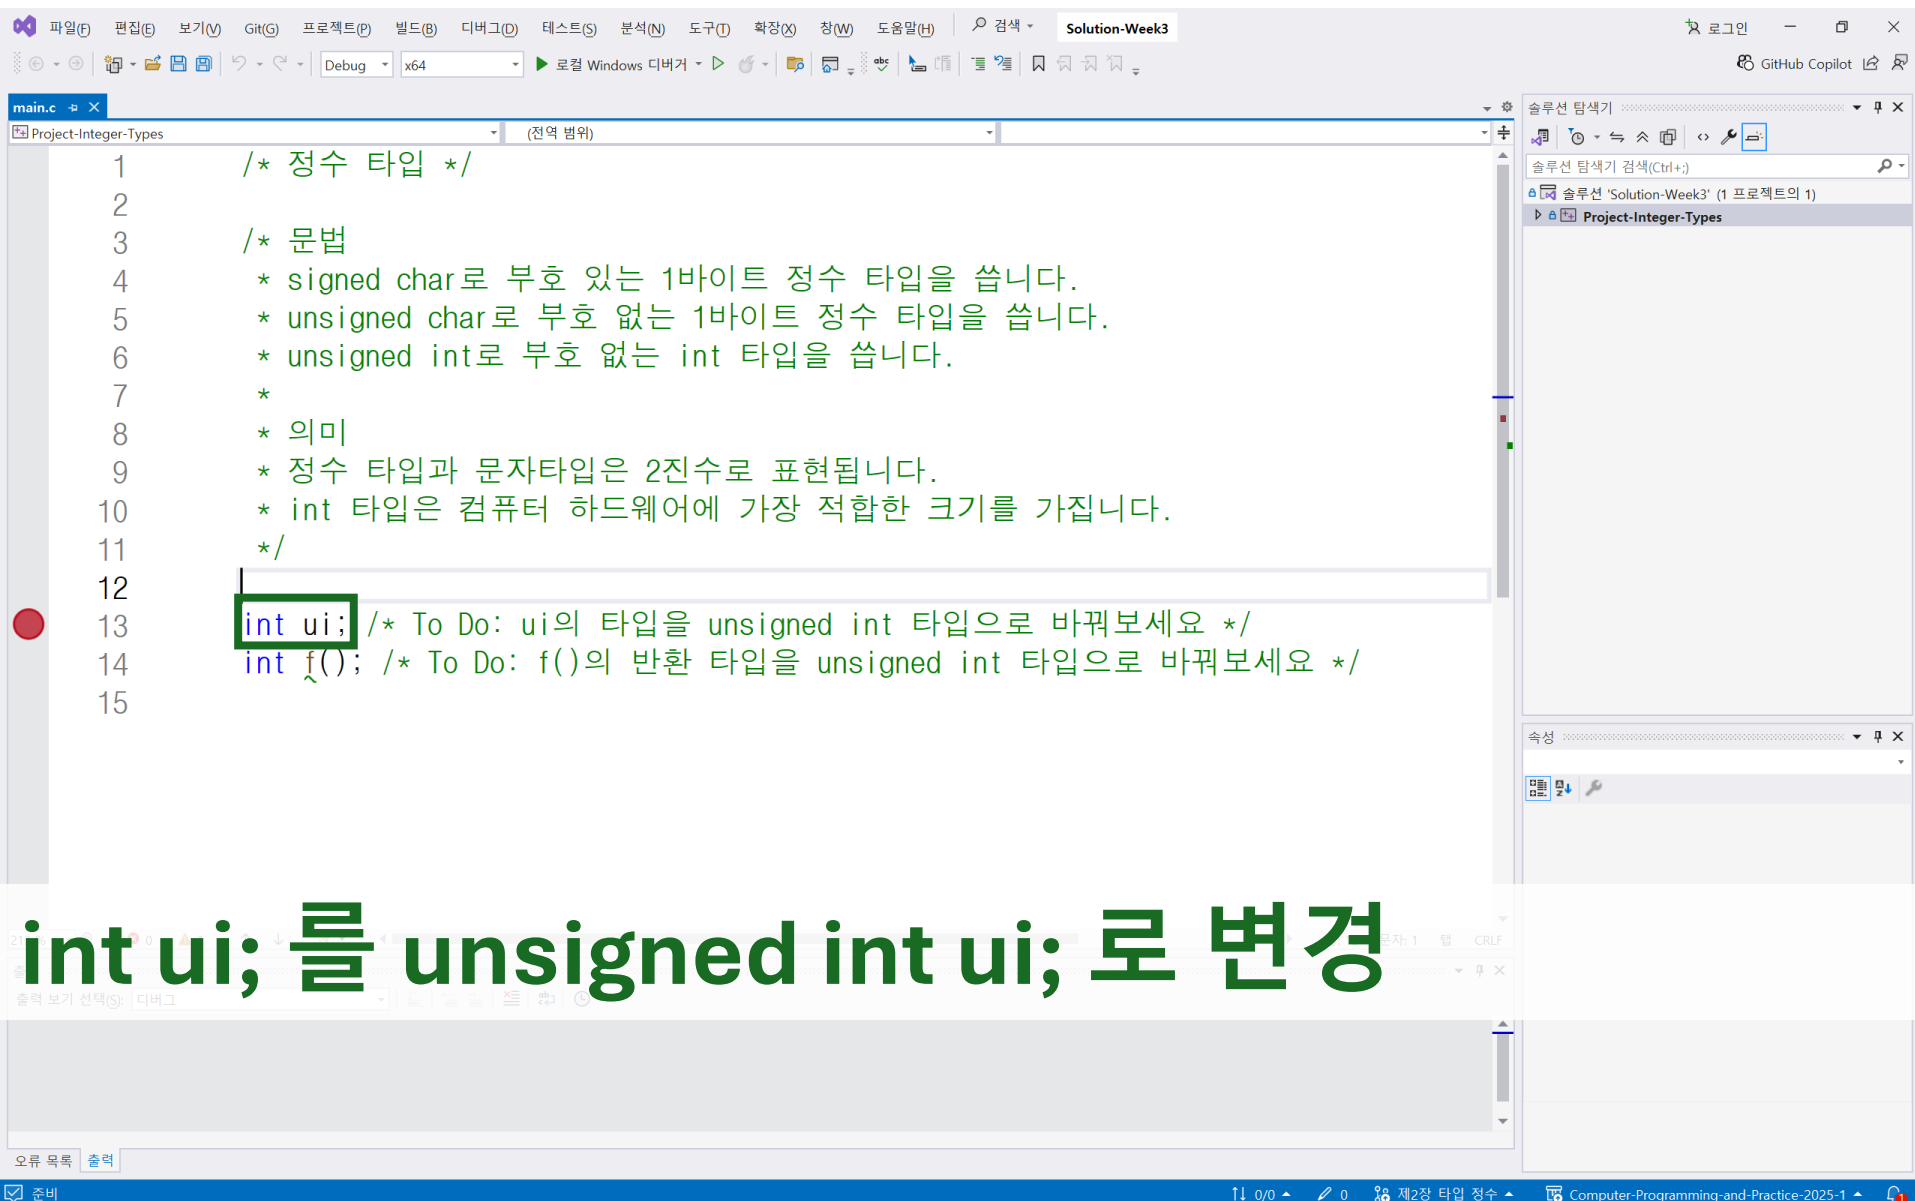 파일(F) 편집(E) 보기(V) Git(G) 프로젝트(P) 빌드(B) 디버그(D) 테스트(S) 분석(N) 도구(T) 확장(X) 창(W) 도움말(H) 검색 Solution-Week3 로그인
Debug x64 로컬 Windows 디버거 GitHub Copilot
main.c
Project-Integer-Types (전역 범위)
1 /* 정수 타입 */
2
3 /* 문법
4 * signed char로 부호 있는 1바이트 정수 타입을 씁니다.
5 * unsigned char로 부호 없는 1바이트 정수 타입을 씁니다.
6 * unsigned int로 부호 없는 int 타입을 씁니다.
7 *
8 * 의미
9 * 정수 타입과 문자타입은 2진수로 표현됩니다.
10 * int 타입은 컴퓨터 하드웨어에 가장 적합한 크기를 가집니다.
11 */
12
13 int ui; /* To Do: ui의 타입을 unsigned int 타입으로 바꿔보세요 */
14 int f(); /* To Do: f()의 반환 타입을 unsigned int 타입으로 바꿔보세요 */
15
솔루션 탐색기
솔루션 탐색기 검색(Ctrl+;)
솔루션 'Solution-Week3' (1 프로젝트의 1)
Project-Integer-Types
속성
int ui; 를 unsigned int ui; 로 변경
문자: 1 탭 CRLF
출력 보기 선택(S): 디버그
오류 목록 출력
준비 0/0 0 제2장 타입 정수 Computer-Programming-and-Practice-2025-1 1